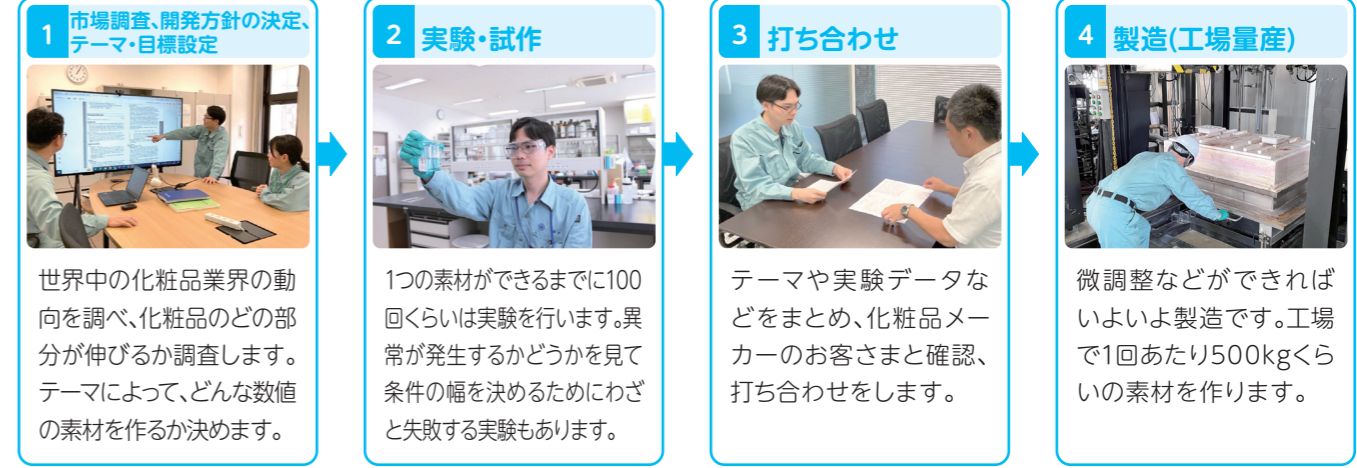 1
市場調査、開発方針の決定、
テーマ・目標設定
世界中の化粧品業界の動
向を調べ、化粧品のどの部
分が伸びるか調査します。
テーマによって、どんな数値
の素材を作るか決めます。
2 実験・試作
1つの素材ができるまでに100
回くらいは実験を行います。異
常が発生するかどうかを見て
条件の幅を決めるためにわざ
と失敗する実験もあります。
3 打ち合わせ
テーマや実験データな
どをまとめ、化粧品メー
カーのお客さまと確認、
打ち合わせをします。
4 製造(工場量産)
微調整などができれば
いよいよ製造です。工場
で1回あたり500kgくら
いの素材を作ります。